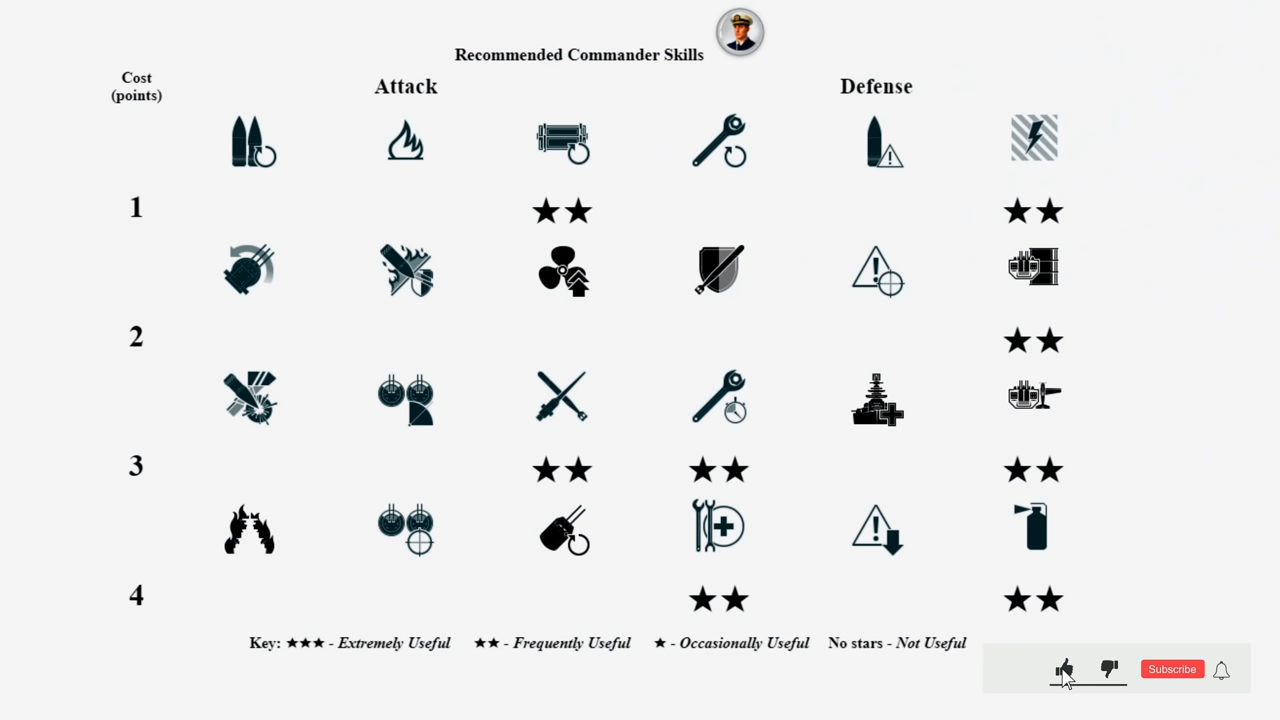 Recommended Commander Skills
Cost
(points)
Attack
Defense
1
★★ ★★
2
★★
3
★★ ★★ ★★
4
★★ ★★
Key: ★★★ - Extremely Useful ★★ - Frequently Useful ★ - Occasionally Useful No stars - Not Useful
Subscribe